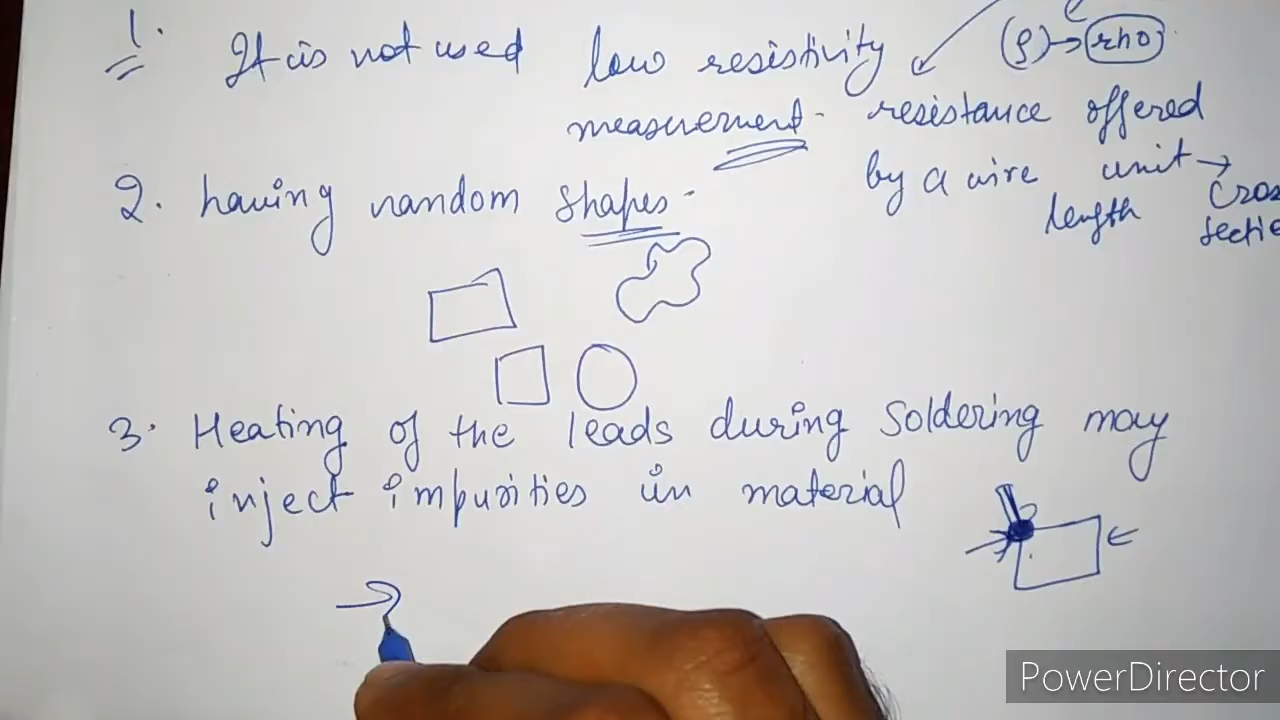 1. It is not used low resistivity (ρ)→ rho
measurement. resistance offered
by a wire unit →
length
2. having random shapes.
3. Heating of the leads during soldering may
inject impurities in material
PowerDirector